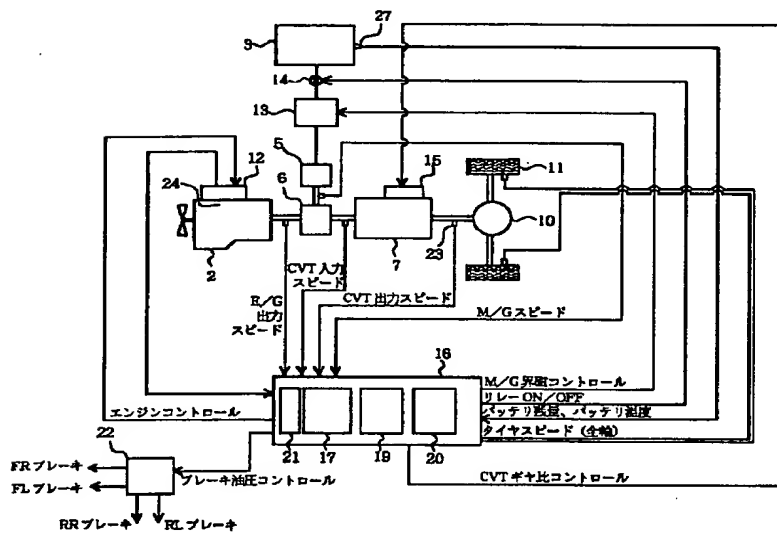 27
9
14
13
12
24
5
15
11
6
2
7
23
10
CVT 入力
スピード
E/G
出力
スピード
CVT 出力スピード
M/Gスピード
16
M/G 界磁コントロール
リレーON/OFF
バッテリ残量、バッテリ温度
タイヤスピード (全輪)
エンジンコントロール
21
17
19
20
22
ブレーキ油圧コントロール
CVTギヤ比コントロール
FRブレーキ
FLブレーキ
RRブレーキ
RLブレーキ